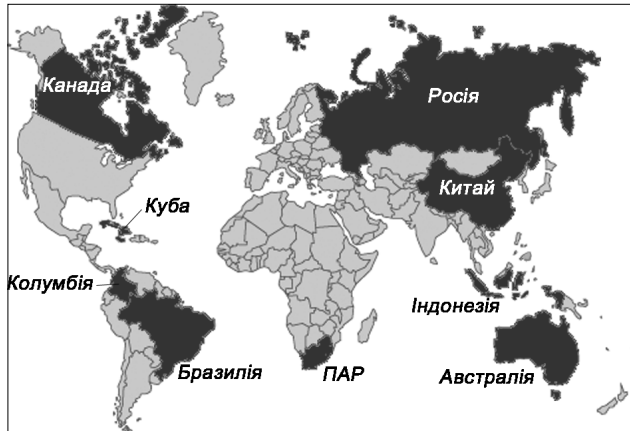 Канада
Росія
Китай
Куба
Колумбія
Індонезія
Бразилія
ПАР
Австралія